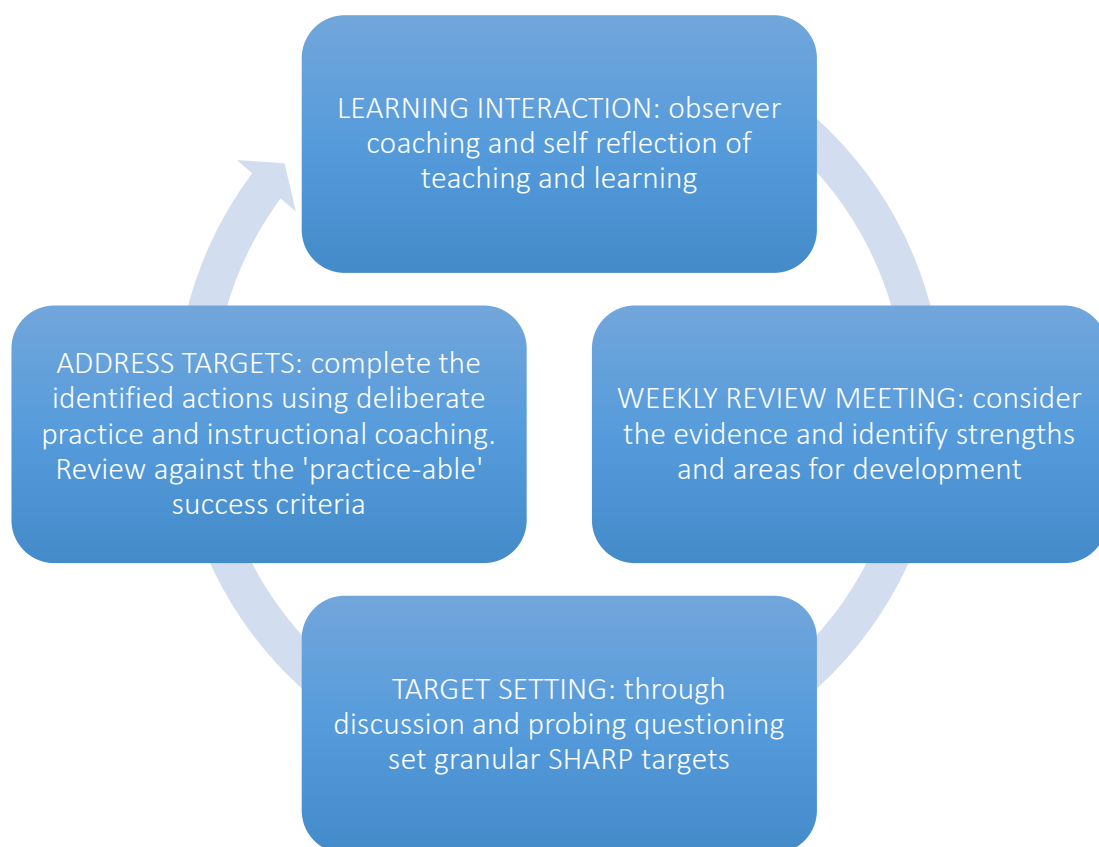 LEARNING INTERACTION: observer
coaching and self reflection of
teaching and learning
WEEKLY REVIEW MEETING: consider
the evidence and identify strengths
and areas for development
TARGET SETTING: through
discussion and probing questioning
set granular SHARP targets
ADDRESS TARGETS: complete the
identified actions using deliberate
practice and instructional coaching.
Review against the 'practice-able'
success criteria